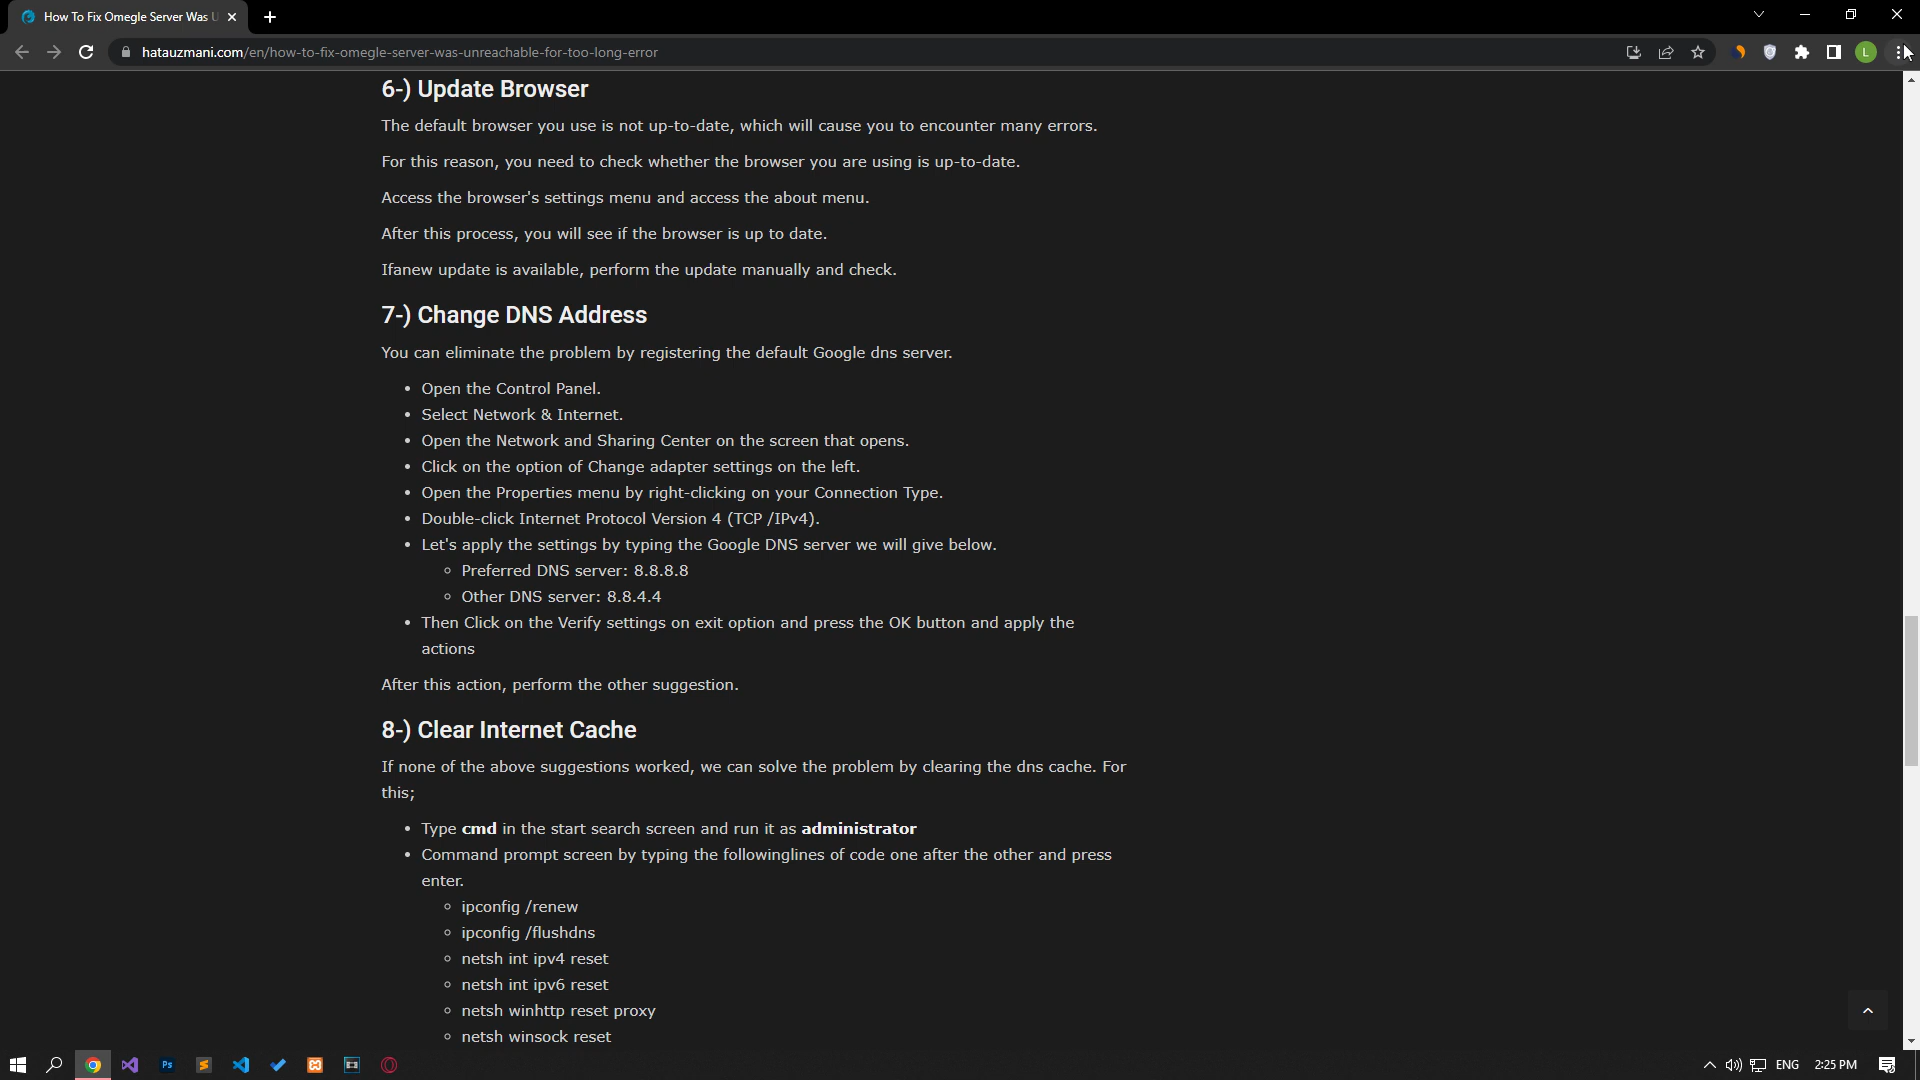 How To Fix Omegle Server Was U
hatauzmani.com/en/how-to-fix-omegle-server-was-unreachable-for-too-long-error
L
6-) Update Browser
The default browser you use is not up-to-date, which will cause you to encounter many errors.
For this reason, you need to check whether the browser you are using is up-to-date.
Access the browser's settings menu and access the about menu.
After this process, you will see if the browser is up to date.
Ifanew update is available, perform the update manually and check.
7-) Change DNS Address
You can eliminate the problem by registering the default Google dns server.
• Open the Control Panel.
• Select Network & Internet.
• Open the Network and Sharing Center on the screen that opens.
• Click on the option of Change adapter settings on the left.
• Open the Properties menu by right-clicking on your Connection Type.
• Double-click Internet Protocol Version 4 (TCP /IPv4).
• Let's apply the settings by typing the Google DNS server we will give below.
◦ Preferred DNS server: 8.8.8.8
◦ Other DNS server: 8.8.4.4
• Then Click on the Verify settings on exit option and press the OK button and apply the
actions
After this action, perform the other suggestion.
8-) Clear Internet Cache
If none of the above suggestions worked, we can solve the problem by clearing the dns cache. For
this;
• Type cmd in the start search screen and run it as administrator
• Command prompt screen by typing the followinglines of code one after the other and press
enter.
◦ ipconfig /renew
◦ ipconfig /flushdns
◦ netsh int ipv4 reset
◦ netsh int ipv6 reset
◦ netsh winhttp reset proxy
◦ netsh winsock reset
Ps
ENG
2:25 PM